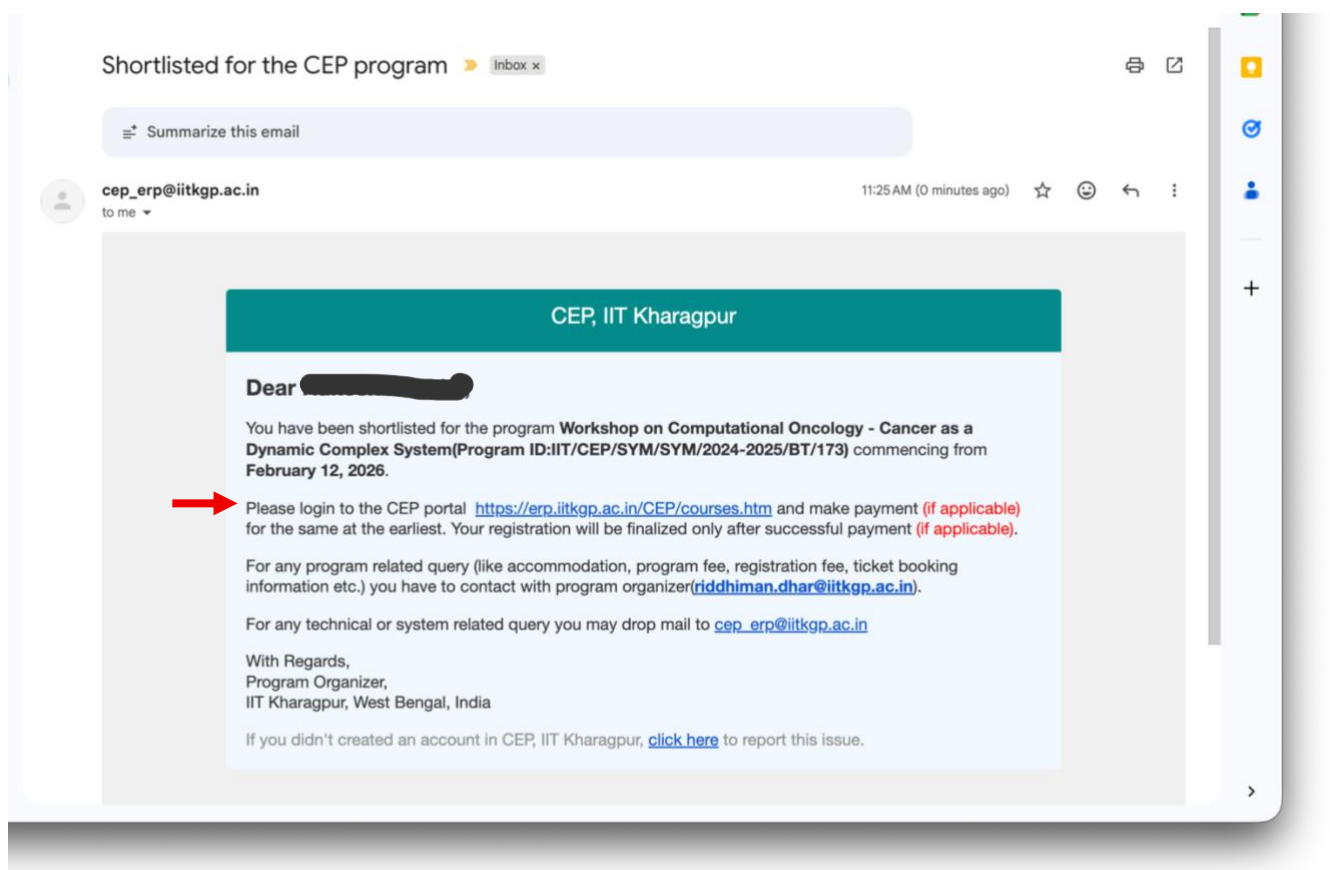 Shortlisted for the CEP program Inbox x
Summarize this email
cep_erp@iitkgp.ac.in 11:25 AM (0 minutes ago)
to me
CEP, IIT Kharagpur
Dear
You have been shortlisted for the program Workshop on Computational Oncology - Cancer as a
Dynamic Complex System(Program ID:IIT/CEP/SYM/SYM/2024-2025/BT/173) commencing from
February 12, 2026.
Please login to the CEP portal https://erp.iitkgp.ac.in/CEP/courses.htm and make payment (if applicable)
for the same at the earliest. Your registration will be finalized only after successful payment (if applicable).
For any program related query (like accommodation, program fee, registration fee, ticket booking
information etc.) you have to contact with program organizer(riddhiman.dhar@iitkgp.ac.in).
For any technical or system related query you may drop mail to cep_erp@iitkgp.ac.in
With Regards,
Program Organizer,
IIT Kharagpur, West Bengal, India
If you didn't created an account in CEP, IIT Kharagpur, click here to report this issue.